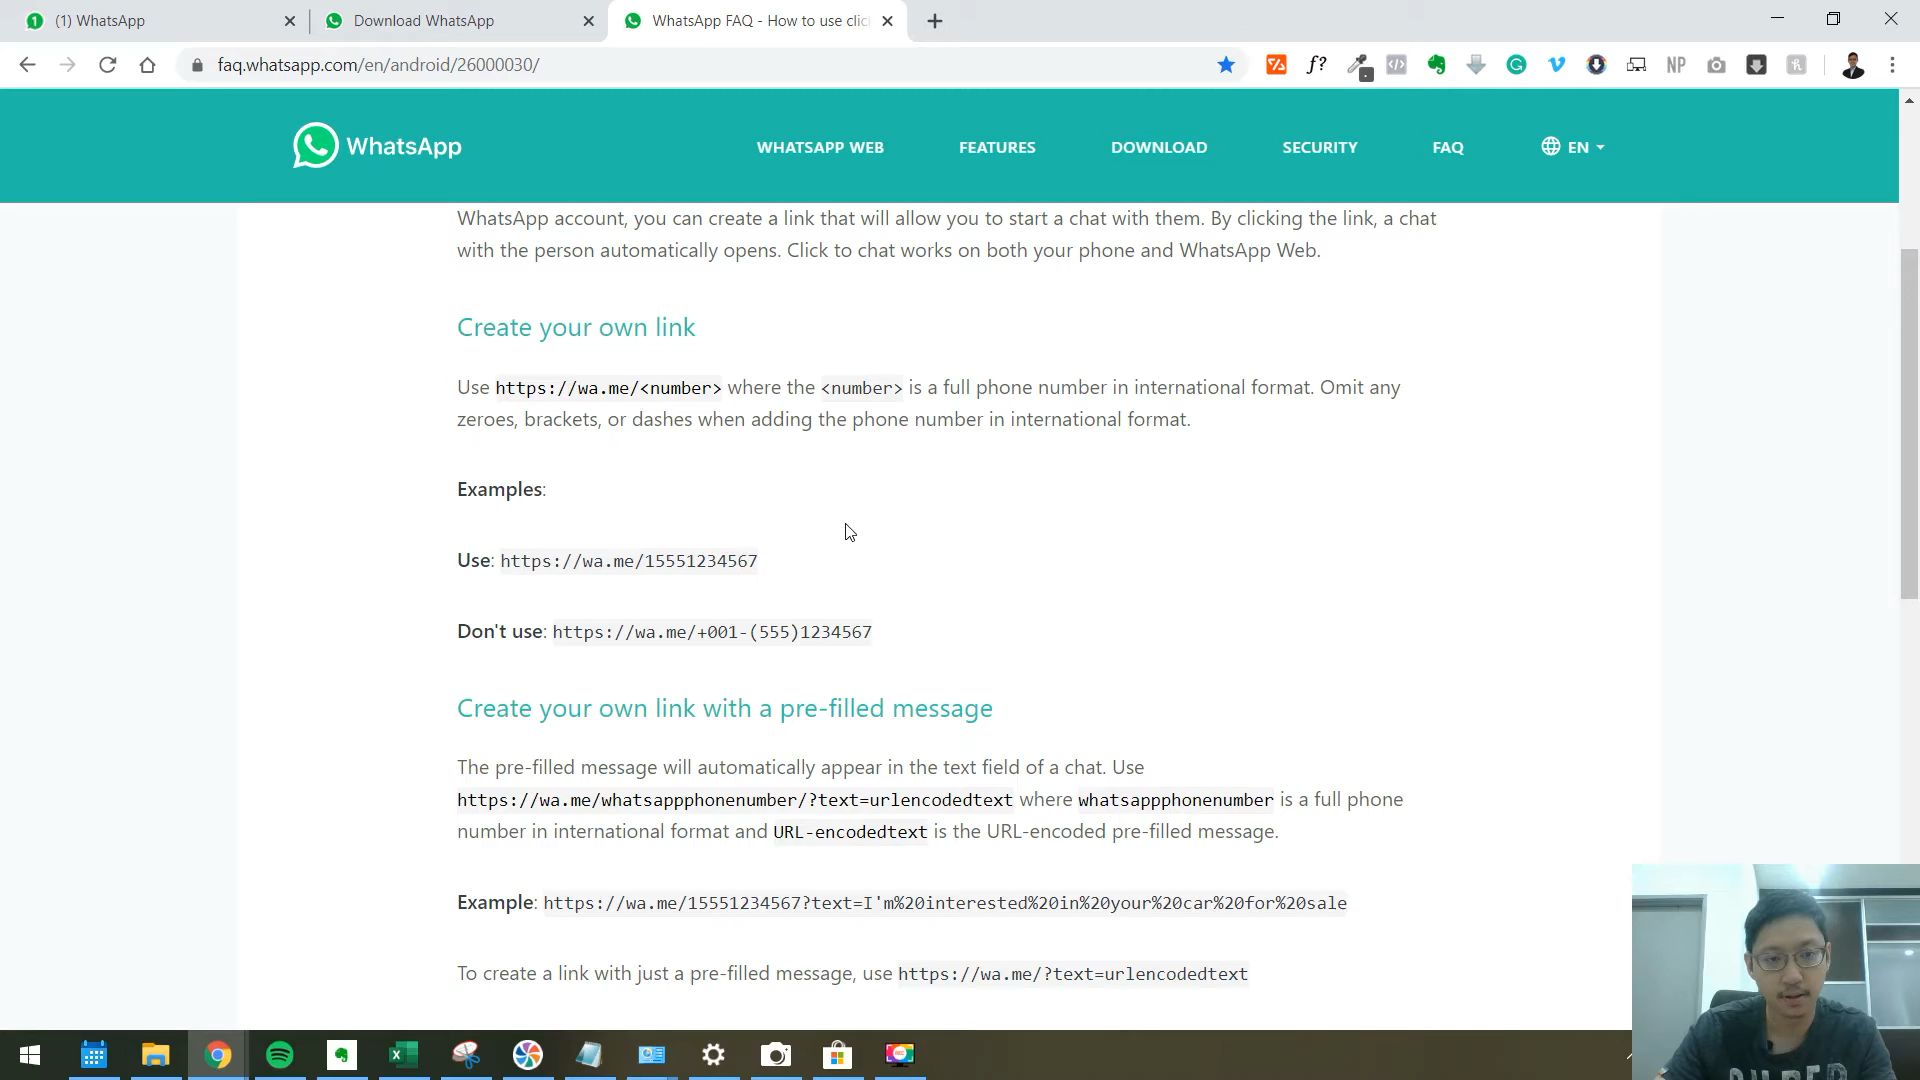 (1) WhatsApp
Download WhatsApp
WhatsApp FAQ - How to use clic
faq.whatsapp.com/en/android/26000030/
f?
NP
WhatsApp
WHATSAPP WEB
FEATURES
DOWNLOAD
SECURITY
FAQ
EN
WhatsApp account, you can create a link that will allow you to start a chat with them. By clicking the link, a chat
with the person automatically opens. Click to chat works on both your phone and WhatsApp Web.
Create your own link
Use https://wa.me/<number> where the <number> is a full phone number in international format. Omit any
zeroes, brackets, or dashes when adding the phone number in international format.
Examples:
Use: https://wa.me/15551234567
Don't use: https://wa.me/+001-(555)1234567
Create your own link with a pre-filled message
The pre-filled message will automatically appear in the text field of a chat. Use
https://wa.me/whatsappphonenumber/?text=urlencodedtext where whatsappphonenumber is a full phone
number in international format and URL-encodedtext is the URL-encoded pre-filled message.
Example: https://wa.me/15551234567?text=I'm%20interested%20in%20your%20car%20for%20sale
To create a link with just a pre-filled message, use https://wa.me/?text=urlencodedtext